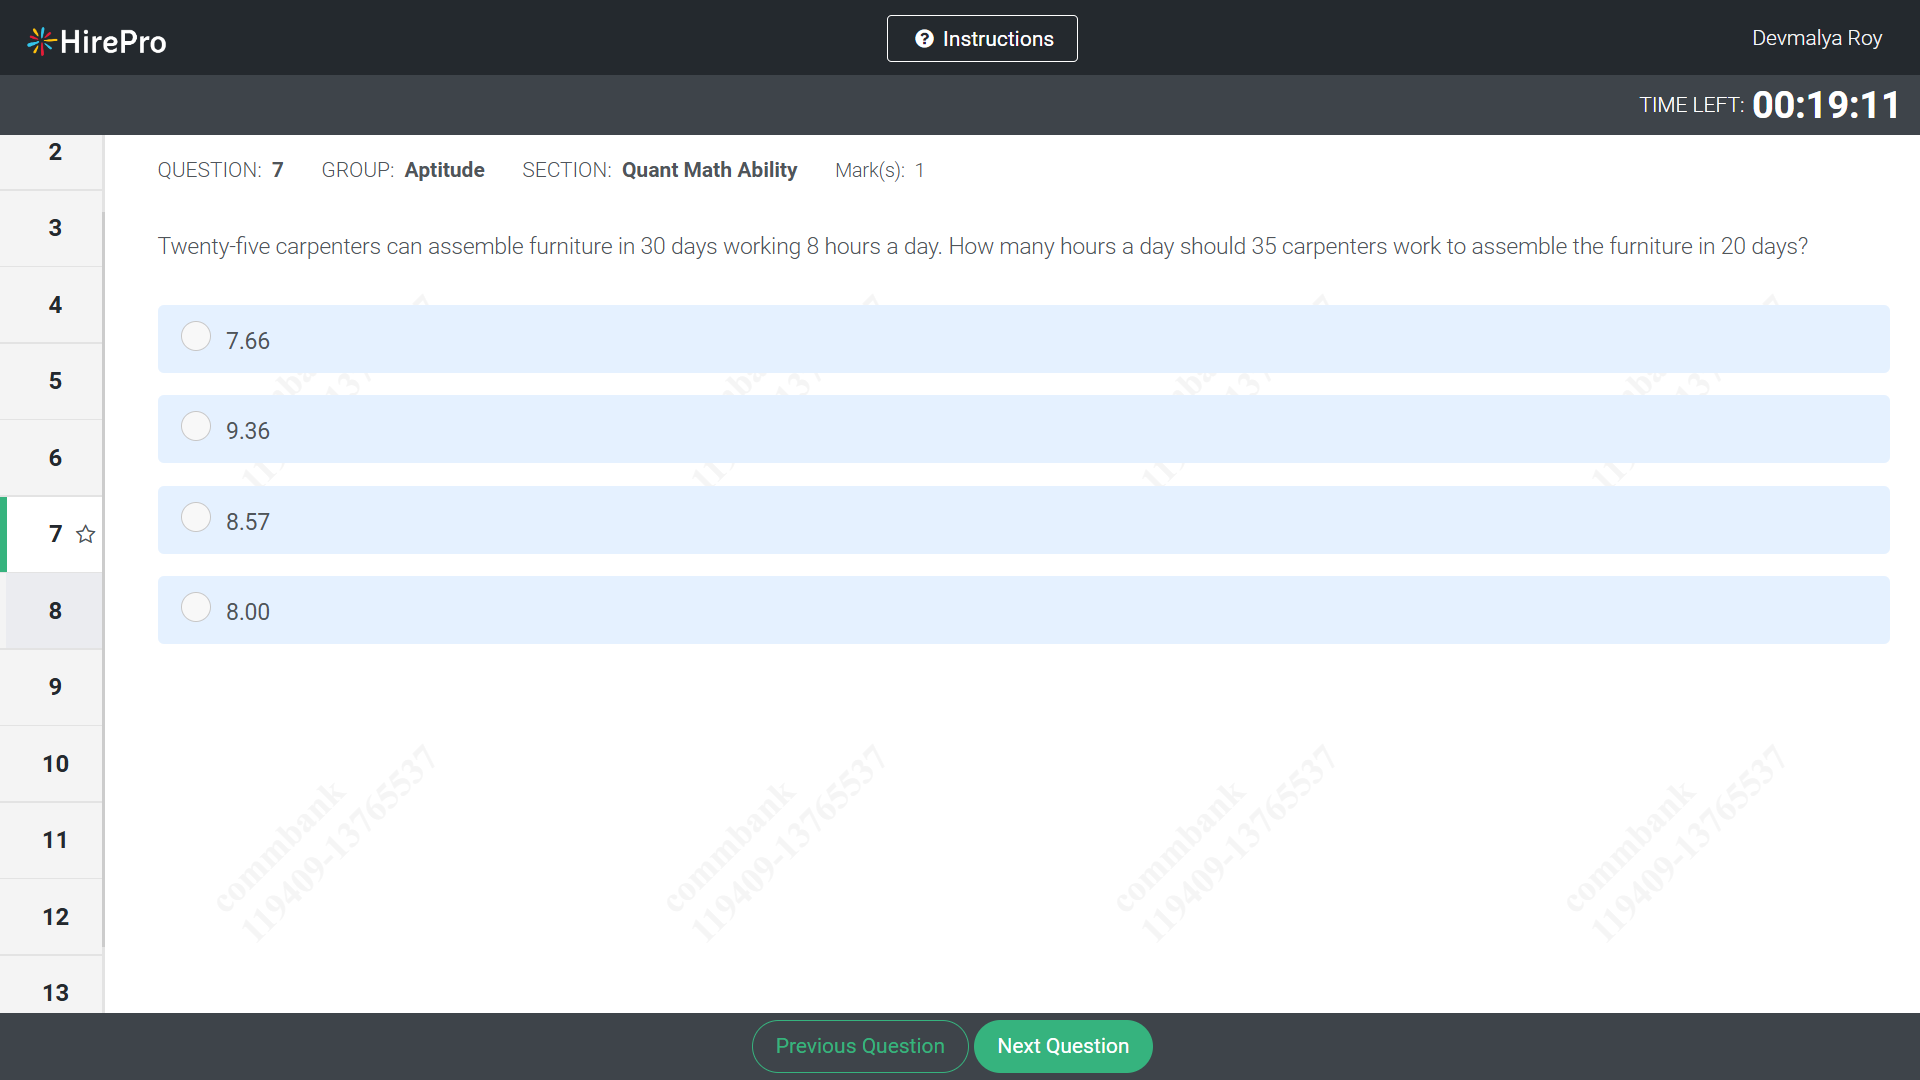 HirePro
Instructions
Devmalya Roy
TIME LEFT: 00:19:11
2
3
4
5
6
7
8
9
10
11
12
13
QUESTION: 7 GROUP: Aptitude SECTION: Quant Math Ability Mark(s): 1
Twenty-five carpenters can assemble furniture in 30 days working 8 hours a day. How many hours a day should 35 carpenters work to assemble the furniture in 20 days?
7.66
9.36
8.57
8.00
commbank
119409-13765537
commbank
119409-13765537
commbank
119409-13765537
commbank
119409-13765537
Previous Question
Next Question